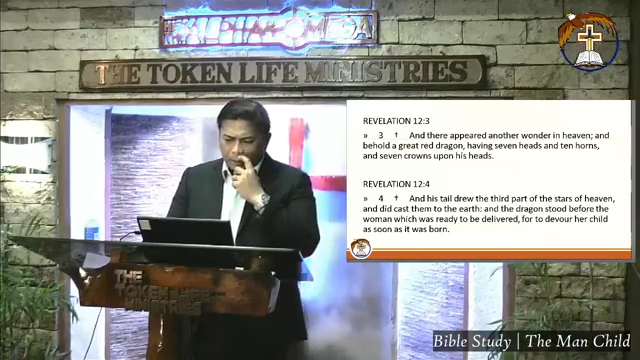 ALPHA OMEGA
THE TOKEN LIFE MINISTRIES
REVELATION 12:3
» 3 † And there appeared another wonder in heaven; and
behold a great red dragon, having seven heads and ten horns,
and seven crowns upon his heads.
REVELATION 12:4
» 4 † And his tail drew the third part of the stars of heaven,
and did cast them to the earth: and the dragon stood before the
woman which was ready to be delivered, for to devour her child
as soon as it was born.
THE
TOKEN LIFE
MINISTRIES
Bible Study | The Man Child